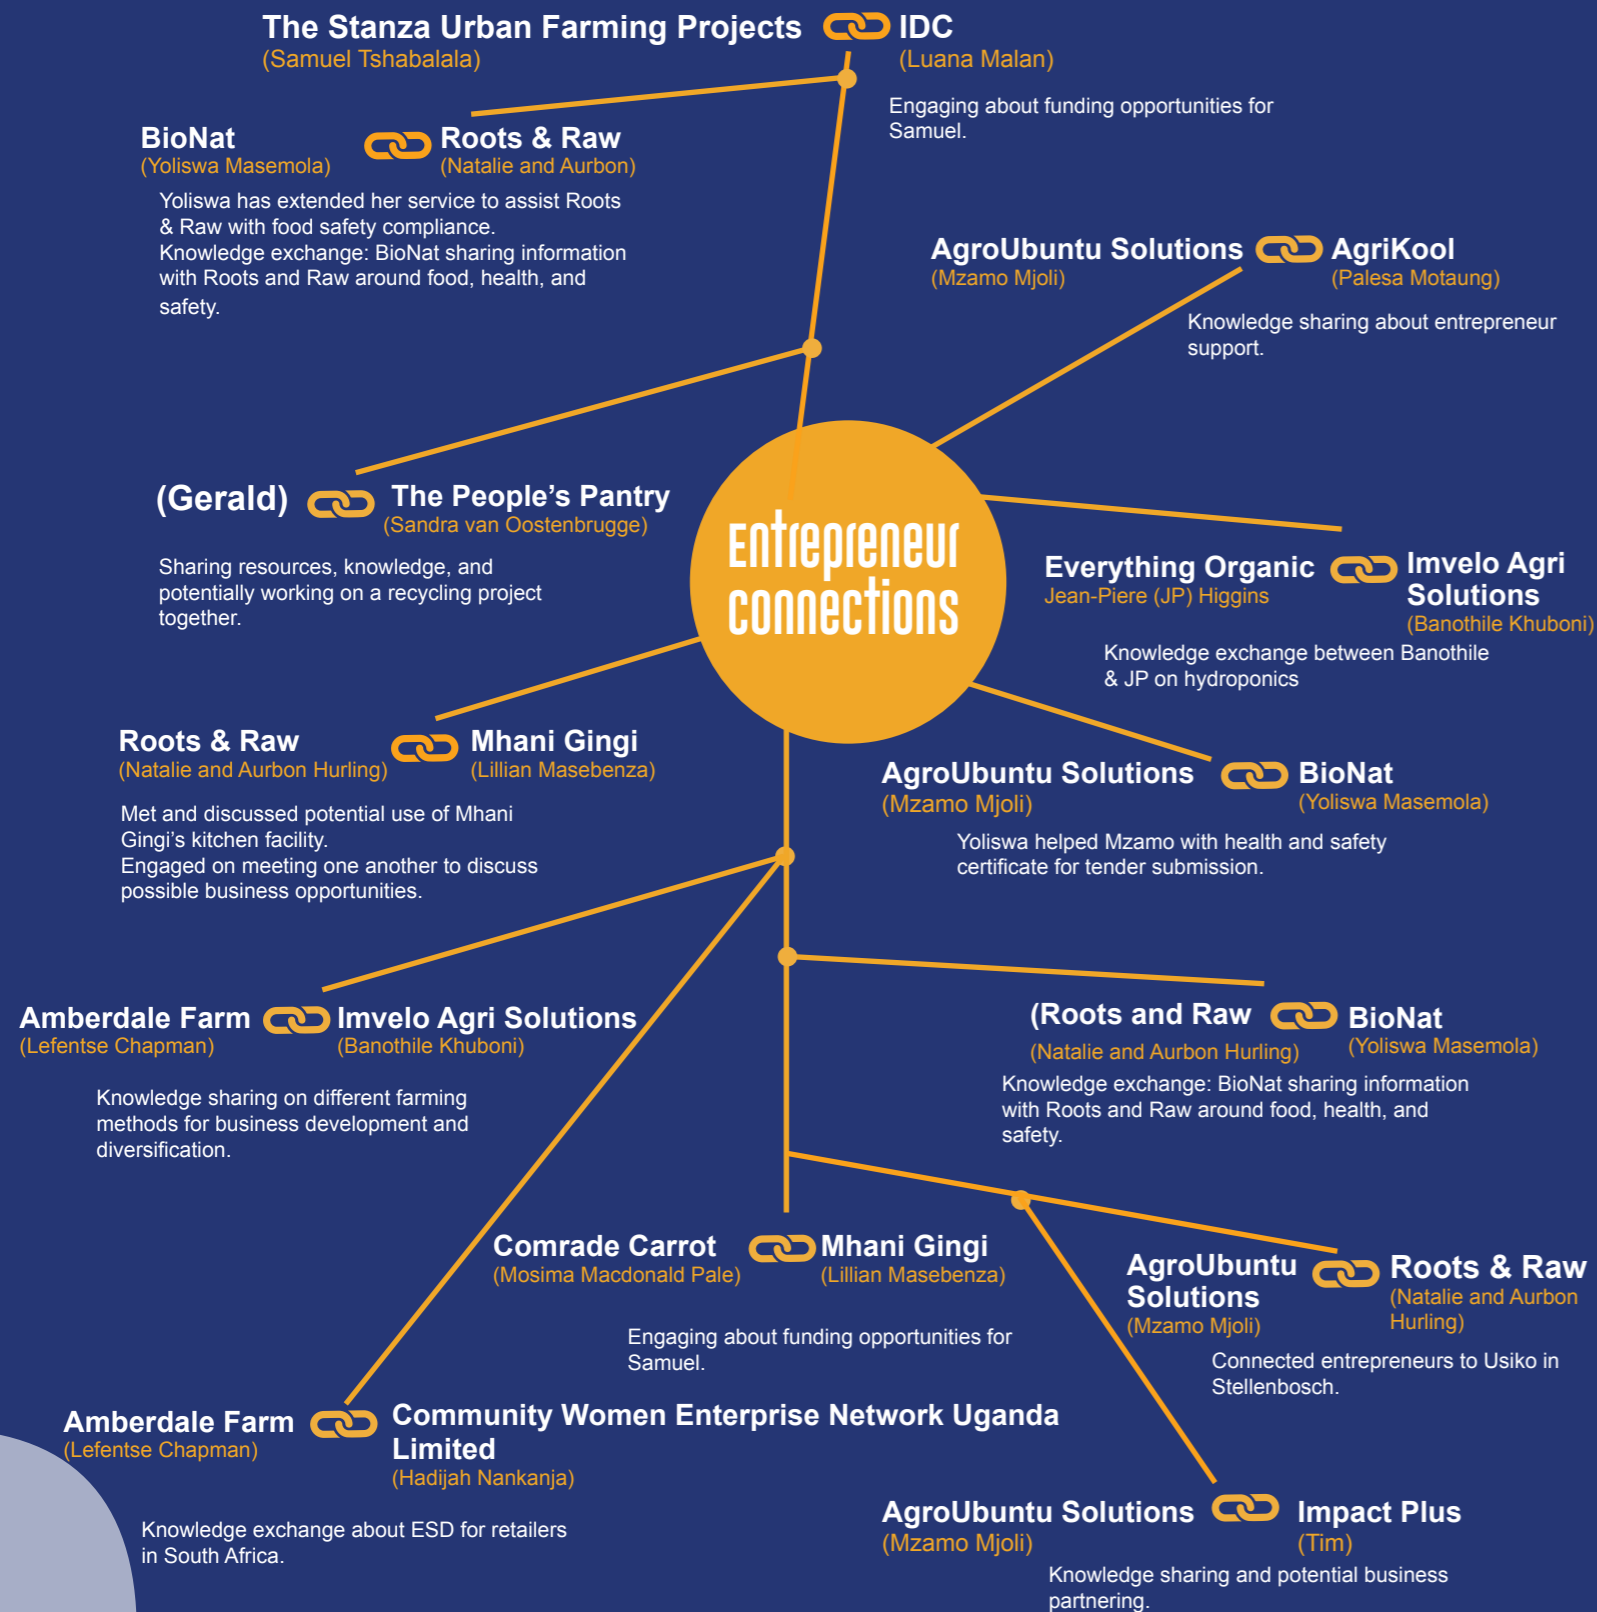 The Stanza Urban Farming Projects
(Samuel Tshabalala)
IDC
(Luana Malan)
Engaging about funding opportunities for
Samuel.
BioNat
(Yoliswa Masemola)
Roots & Raw
(Natalie and Aurbon)
Yoliswa has extended her service to assist Roots
& Raw with food safety compliance.
Knowledge exchange: BioNat sharing information
with Roots and Raw around food, health, and
safety.
AgroUbuntu Solutions
(Mzamo Mjoli)
AgriKool
(Palesa Motaung)
Knowledge sharing about entrepreneur
support.
(Gerald)
The People's Pantry
(Sandra van Oostenbrugge)
Sharing resources, knowledge, and
potentially working on a recycling project
together.
Entrepreneur
connections
Everything Organic
Jean-Piere (JP) Higgins
Imvelo Agri
Solutions
(Banothile Khuboni)
Knowledge exchange between Banothile
& JP on hydroponics
Roots & Raw
(Natalie and Aurbon Hurling)
Mhani Gingi
(Lillian Masebenza)
Met and discussed potential use of Mhani
Gingi's kitchen facility.
Engaged on meeting one another to discuss
possible business opportunities.
AgroUbuntu Solutions
(Mzamo Mjoli)
BioNat
(Yoliswa Masemola)
Yoliswa helped Mzamo with health and safety
certificate for tender submission.
Amberdale Farm
(Lefentse Chapman)
Imvelo Agri Solutions
(Banothile Khuboni)
Knowledge sharing on different farming
methods for business development and
diversification.
(Roots and Raw
(Natalie and Aurbon Hurling)
BioNat
(Yoliswa Masemola)
Knowledge exchange: BioNat sharing information
with Roots and Raw around food, health, and
safety.
Comrade Carrot
(Mosima Macdonald Pale)
Mhani Gingi
(Lillian Masebenza)
Engaging about funding opportunities for
Samuel.
AgroUbuntu
Solutions
(Mzamo Mjoli)
Roots & Raw
(Natalie and Aurbon
Hurling)
Connected entrepreneurs to Usiko in
Stellenbosch.
Amberdale Farm
(Lefentse Chapman)
Community Women Enterprise Network Uganda
Limited
(Hadijah Nankanja)
Knowledge exchange about ESD for retailers
in South Africa.
AgroUbuntu Solutions
(Mzamo Mjoli)
Impact Plus
(Tim)
Knowledge sharing and potential business
partnering.